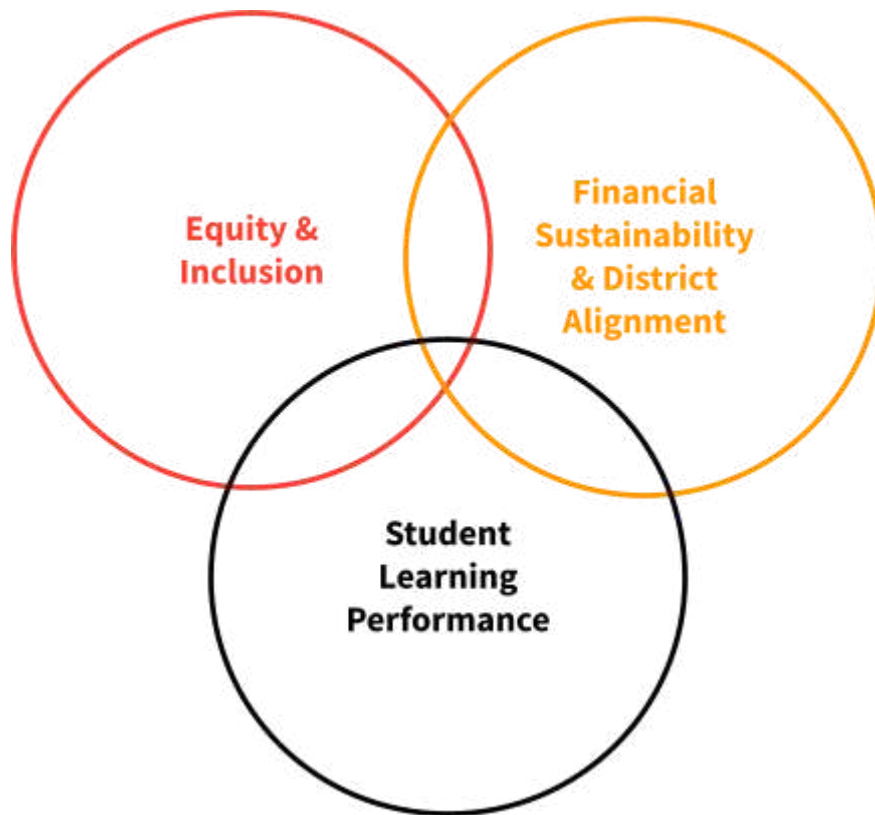 Equity &
Inclusion
Financial
Sustainability
& District
Alignment
Student
Learning
Performance